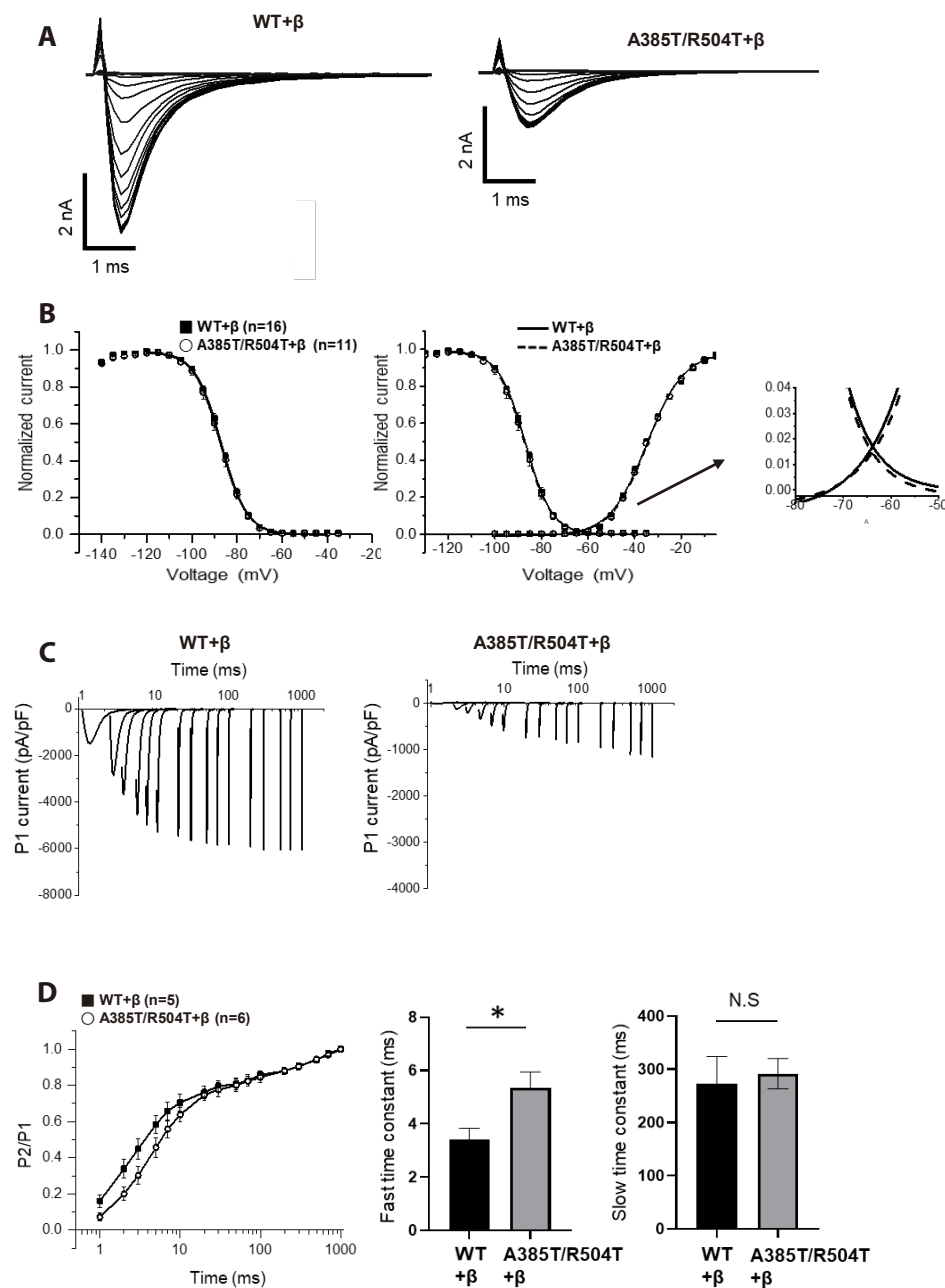 A
WT+β
A385T/R504T+β
2 nA
1 ms
2 nA
1 ms
B
WT+β (n=16)
A385T/R504T+β (n=11)
Normalized current
1.0
0.8
0.6
0.4
0.2
0.0
-140 -120 -100 -80 -60 -40 -20
Voltage (mV)
WT+β
A385T/R504T+β
Normalized current
1.0
0.8
0.6
0.4
0.2
0.0
-120 -100 -80 -60 -40 -20
Voltage (mV)
0.04
0.03
0.02
0.01
0.00
-80 -70 -60 -50
A
C
WT+β
Time (ms)
1 10 100 1000
P1 current (pA/pF)
0
-2000
-4000
-6000
-8000
A385T/R504T+β
Time (ms)
1 10 100 1000
P1 current (pA/pF)
0
-1000
-2000
-3000
-4000
D
WT+β (n=5)
A385T/R504T+β (n=6)
P2/P1
1.0
0.8
0.6
0.4
0.2
0.0
1 10 100 1000
Time (ms)
Fast time constant (ms)
8
6
4
2
0
*
WT
+β
A385T/R504T
+β
Slow time constant (ms)
400
300
200
100
0
N.S
WT
+β
A385T/R504T
+β